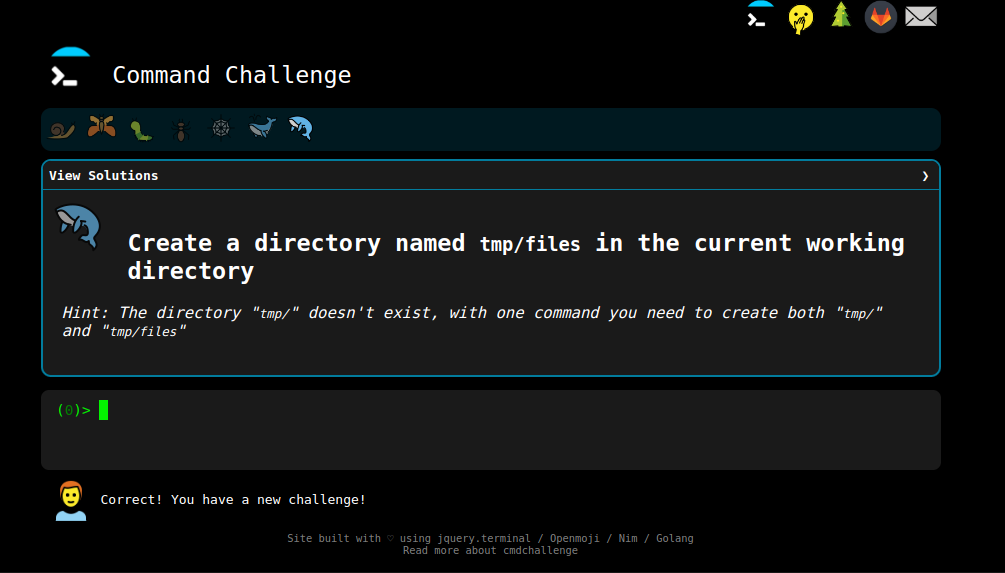 Command Challenge
View Solutions ❯
Create a directory named tmp/files in the current working
directory
Hint: The directory "tmp/" doesn't exist, with one command you need to create both "tmp/"
and "tmp/files"
(0)>
Correct! You have a new challenge!
Site built with ♡ using jquery.terminal / Openmoji / Nim / Golang
Read more about cmdchallenge